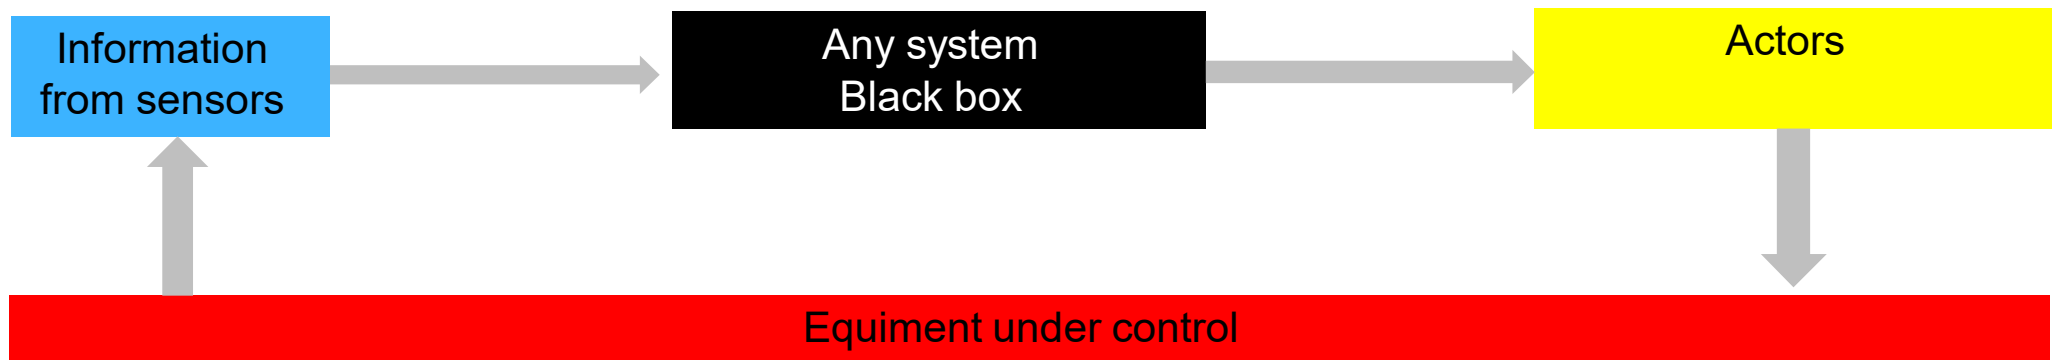 Information
from sensors
Any system
Black box
Actors
Equiment under control